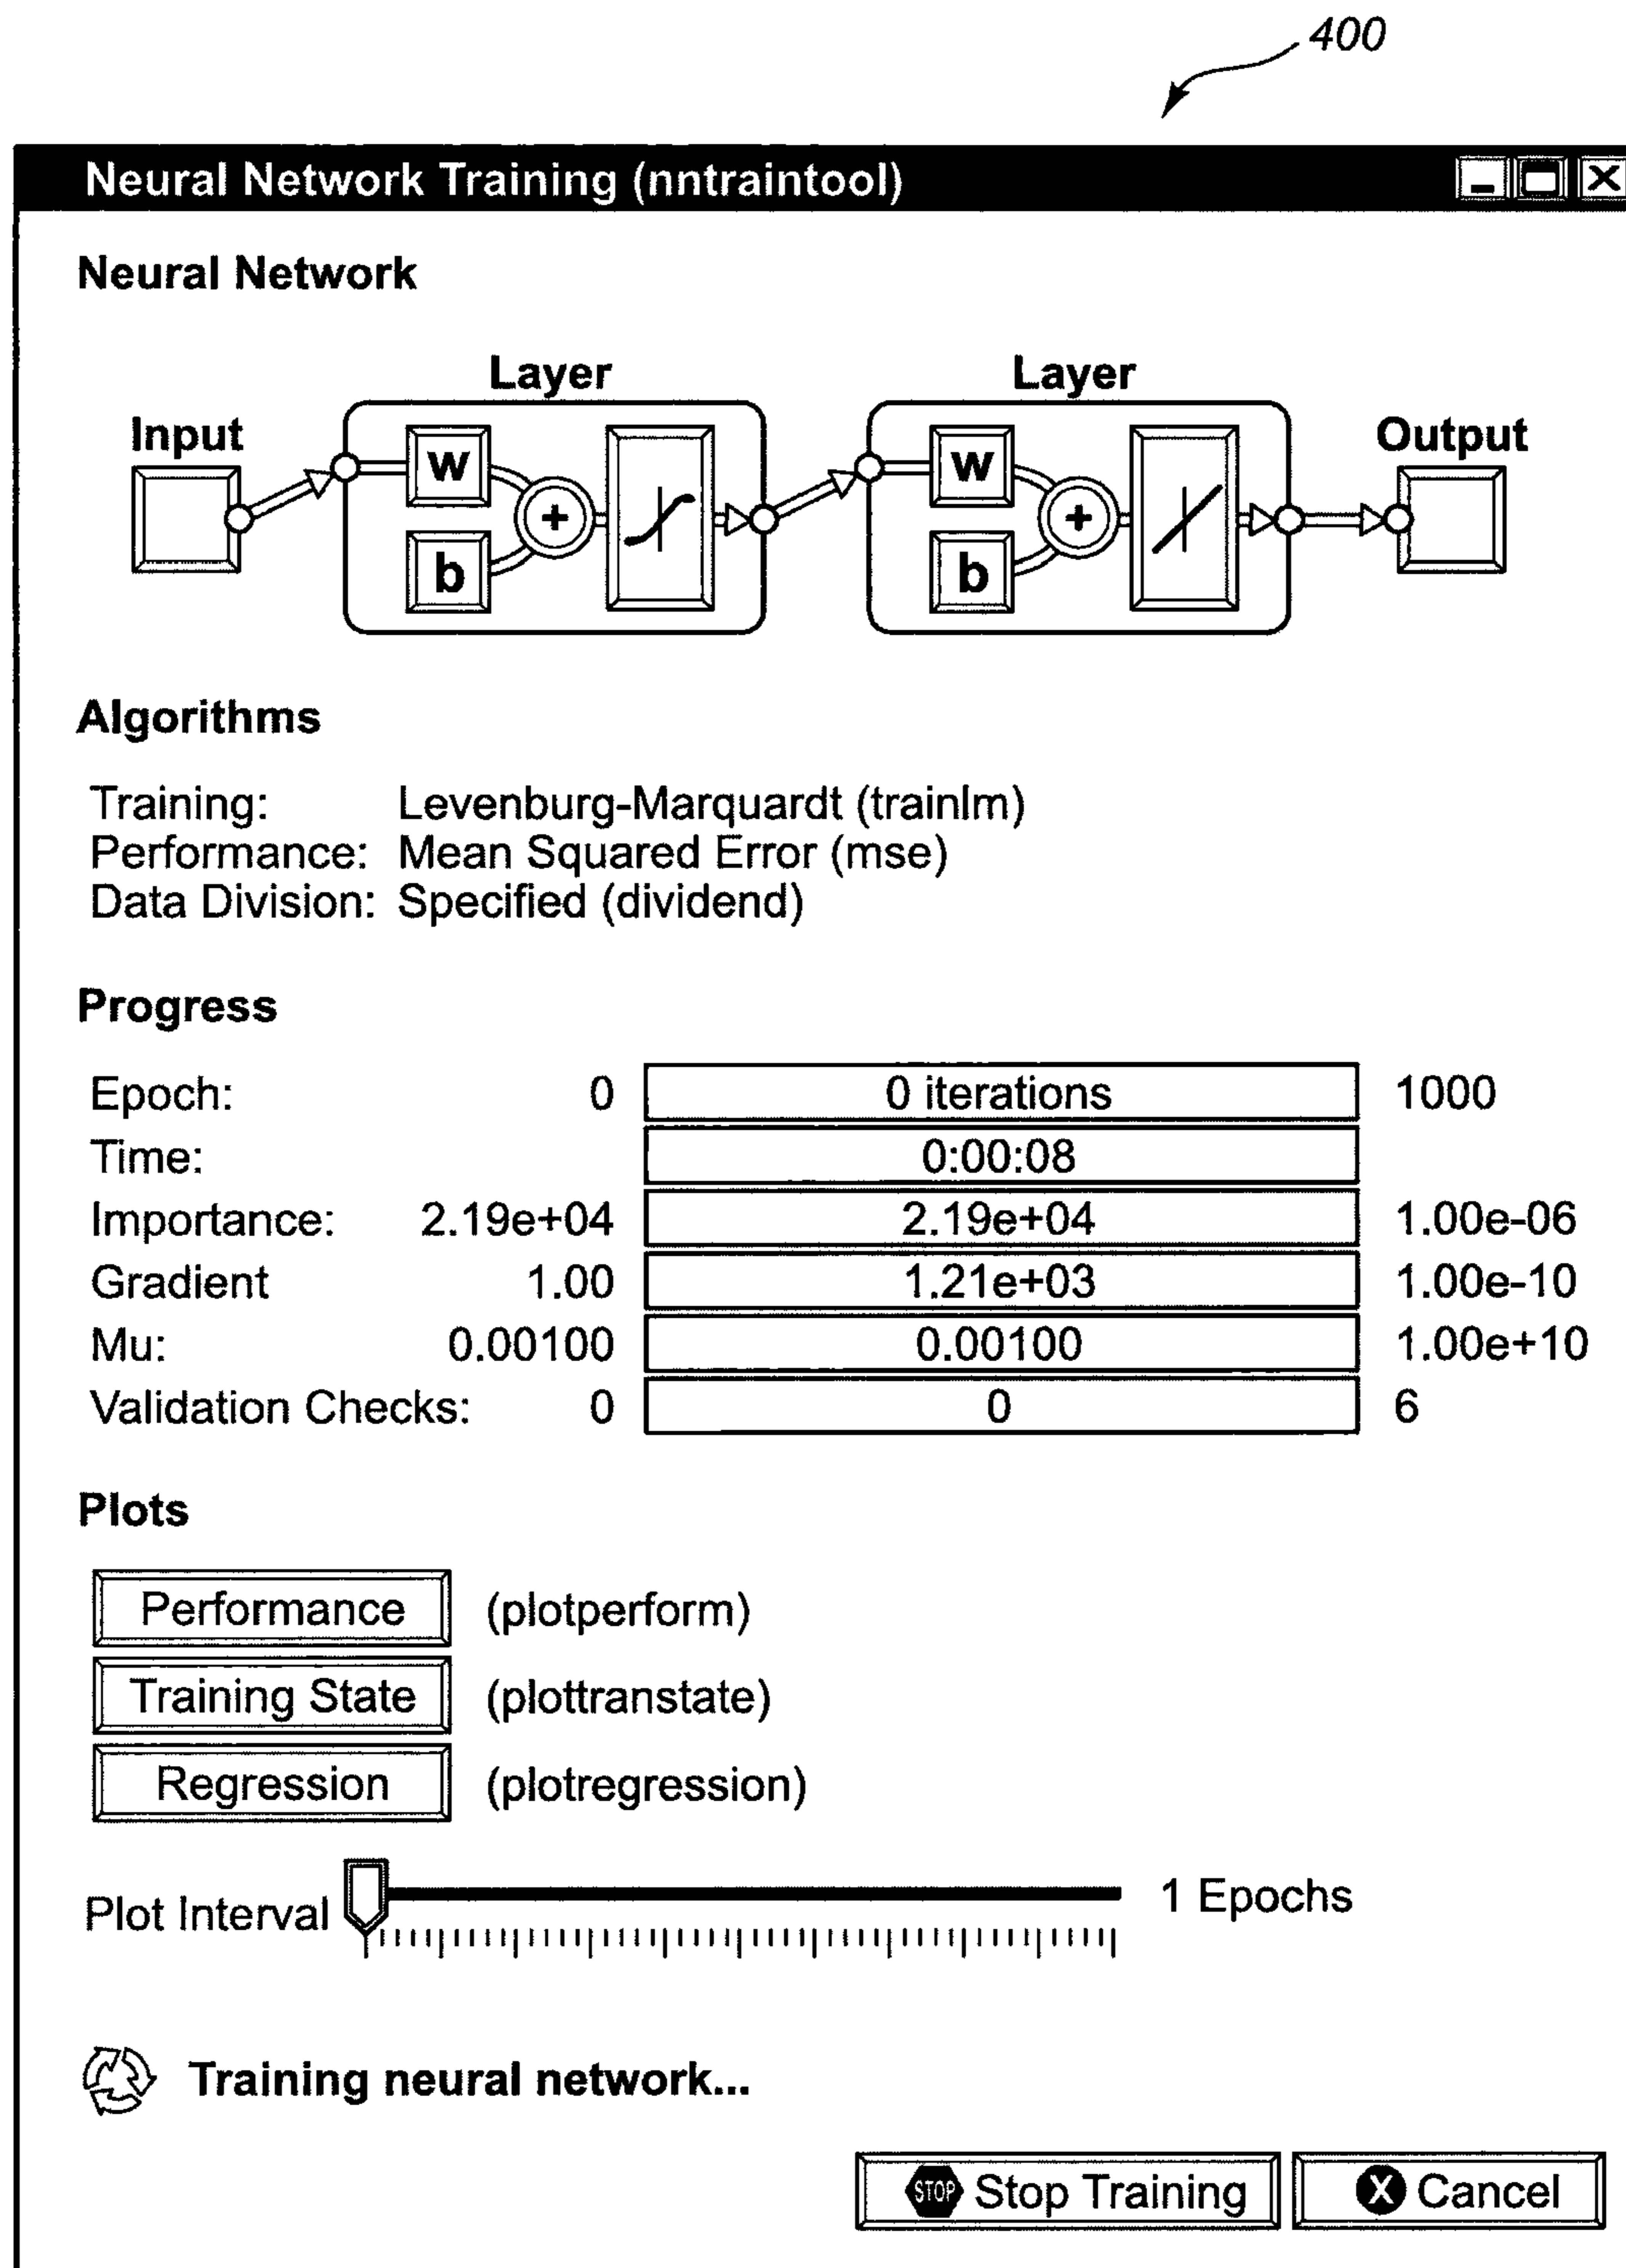 400
Neural Network Training (nntraintool)
Neural Network
Layer Layer
Input Output
w w
+ +
b b
Algorithms
Training: Levenburg-Marquardt (trainlm)
Performance: Mean Squared Error (mse)
Data Division: Specified (dividend)
Progress
Epoch: 0 0 iterations 1000
Time: 0:00:08
Importance: 2.19e+04 2.19e+04 1.00e-06
Gradient 1.00 1.21e+03 1.00e-10
Mu: 0.00100 0.00100 1.00e+10
Validation Checks: 0 0 6
Plots
Performance (plotperform)
Training State (plottranstate)
Regression (plotregression)
Plot Interval 1 Epochs
Training neural network...
STOP Stop Training X Cancel